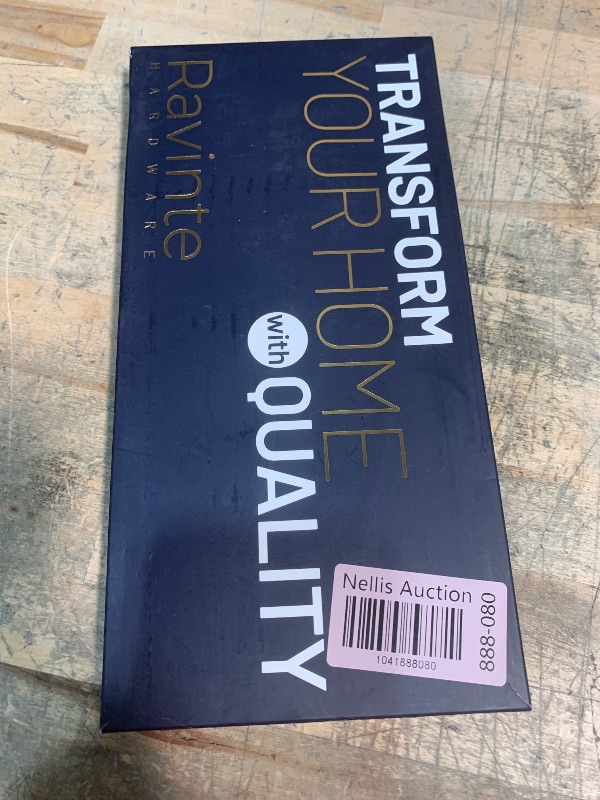 TRANSFORM
YOUR HOME
with QUALITY
Ravinte
HARDWARE
Nellis Auction
1041888080
888-080